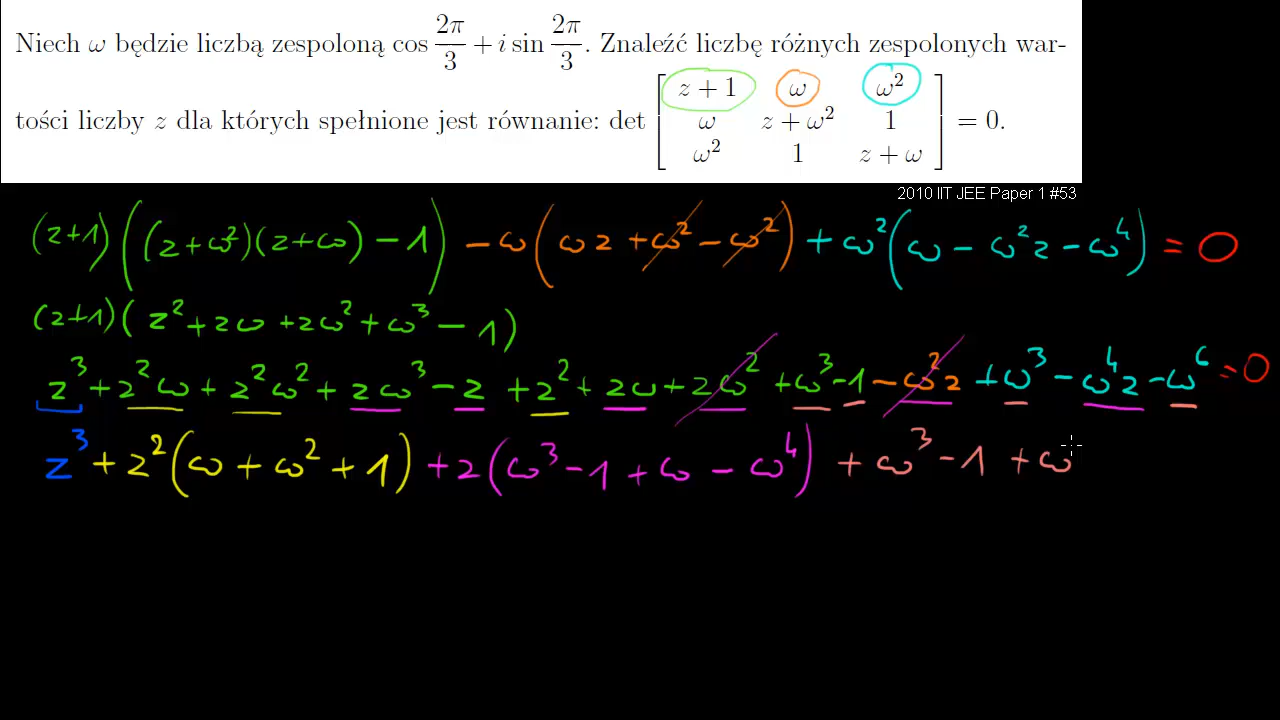 Niech ω będzie liczbą zespoloną cos 2π/3 + i sin 2π/3. Znaleźć liczbę różnych zespolonych war-
tości liczby z dla których spełnione jest równanie: det [ z + 1 ω ω² ; ω z + ω² 1 ; ω² 1 z + ω ] = 0.
2010 IIT JEE Paper 1 #53
(z+1)((z+ω²)(z+ω)−1) −ω(ωz+ω²−ω²) + ω²(ω−ω²z−ω⁴) = 0
(z+1)(z²+zω+zω²+ω³−1)
z³+z²ω+z²ω²+zω³−z+z²+zω+zω²+ω³−1−ω²z+ω³−ω⁴z−ω⁶=0
z³+z²(ω+ω²+1)+z(ω³−1+ω−ω⁴)+ω³−1+ω